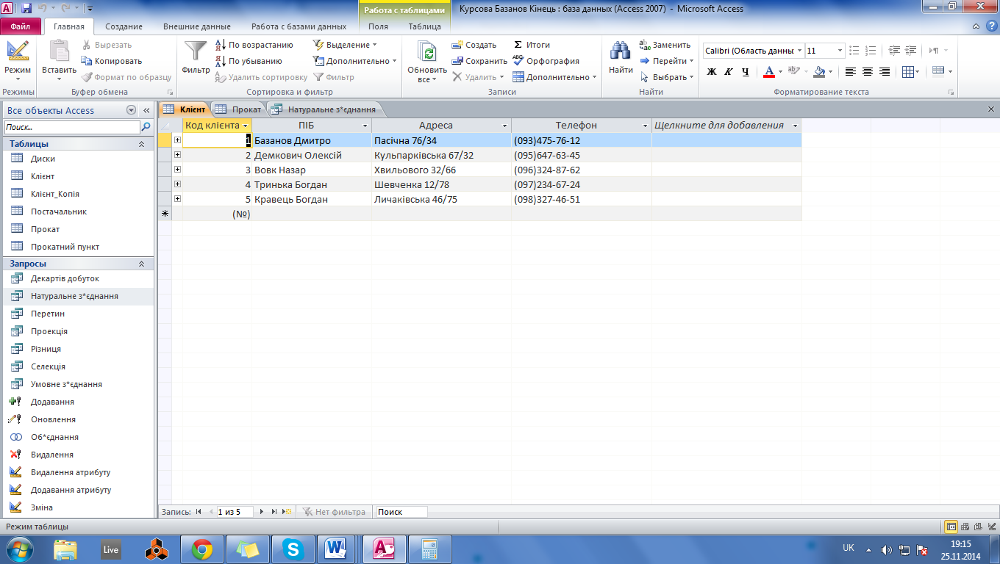 Работа с таблицами
Курсова Базанов Кінець : база данных (Access 2007) - Microsoft Access
Файл Главная Создание Внешние данные Работа с базами данных Поля Таблица
Режим
Режимы
Вставить
Вырезать
Копировать
Формат по образцу
Буфер обмена
Фильтр
По возрастанию
По убыванию
Удалить сортировку
Выделение
Дополнительно
Фильтр
Сортировка и фильтр
Обновить
все
Создать
Сохранить
Удалить
Σ Итоги
Орфография
Дополнительно
Записи
Найти
Заменить
Перейти
Выбрать
Найти
Calibri (Область данных 11
Ж К Ч А
Форматирование текста
Все объекты Access
Поиск...
Таблицы
Диски
Клієнт
Клієнт_Копія
Постачальник
Прокат
Прокатний пункт
Запросы
Декартів добуток
Натуральне з*єднання
Перетин
Проекція
Різниця
Селекція
Умовне з*єднання
Додавання
Оновлення
Об*єднання
Видалення
Видалення атрибуту
Додавання атрибуту
Зміна
Клієнт Прокат Натуральне з*єднання
Код клієнта ПІБ Адреса Телефон Щелкните для добавления
1 Базанов Дмитро Пасічна 76/34 (093)475-76-12
2 Демкович Олексій Кульпарківська 67/32 (095)647-63-45
3 Вовк Назар Хвильового 32/66 (096)324-87-62
4 Тринька Богдан Шевченка 12/78 (097)234-67-24
5 Кравець Богдан Личаківська 46/75 (098)327-46-51
(№)
Запись: 1 из 5 Нет фильтра Поиск
Режим таблицы
Live
UK
19:15
25.11.2014